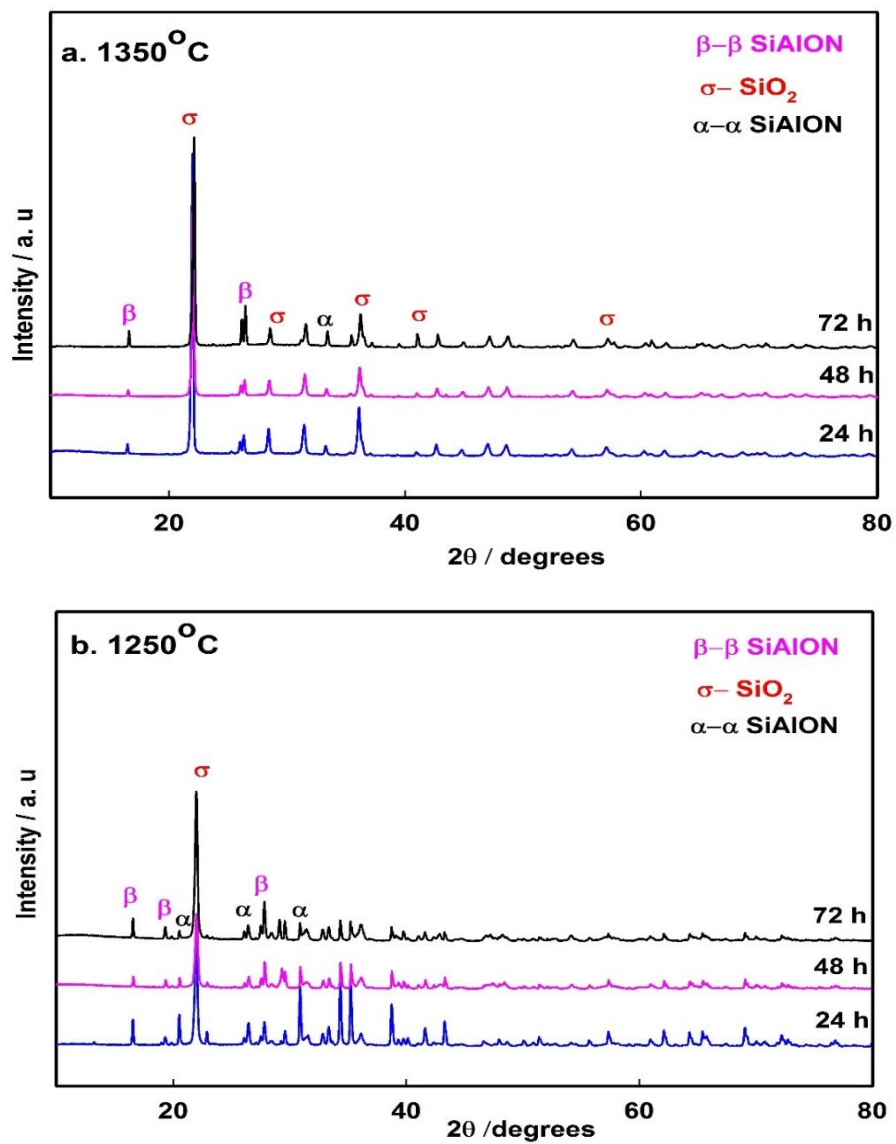 a. 1350°C
β–β SiAlON
σ– SiO₂
α–α SiAlON
σ
β
β
σ
α
σ
σ
σ
72 h
48 h
24 h
Intensity / a. u
20
40
60
80
2θ / degrees
b. 1250°C
β–β SiAlON
σ– SiO₂
α–α SiAlON
σ
β
β
α
α
β
α
72 h
48 h
24 h
Intensity / a. u
20
40
60
80
2θ /degrees